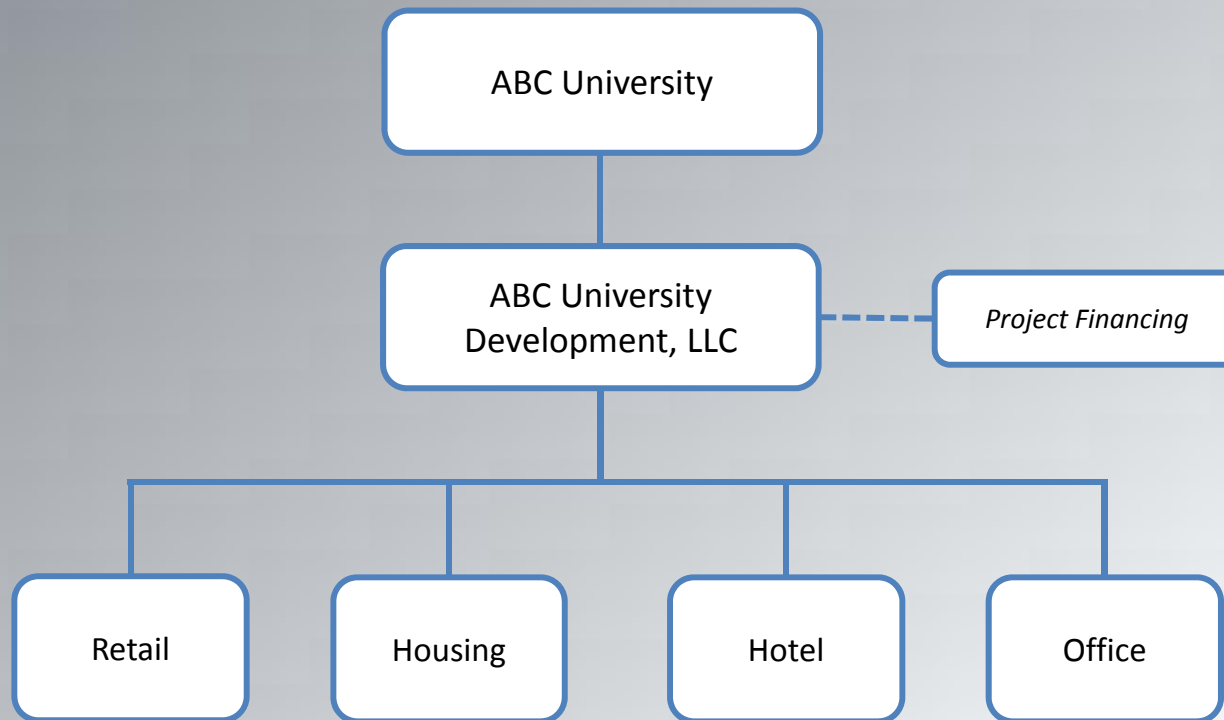 ABC University
ABC University
Development, LLC
Project Financing
Retail
Housing
Hotel
Office